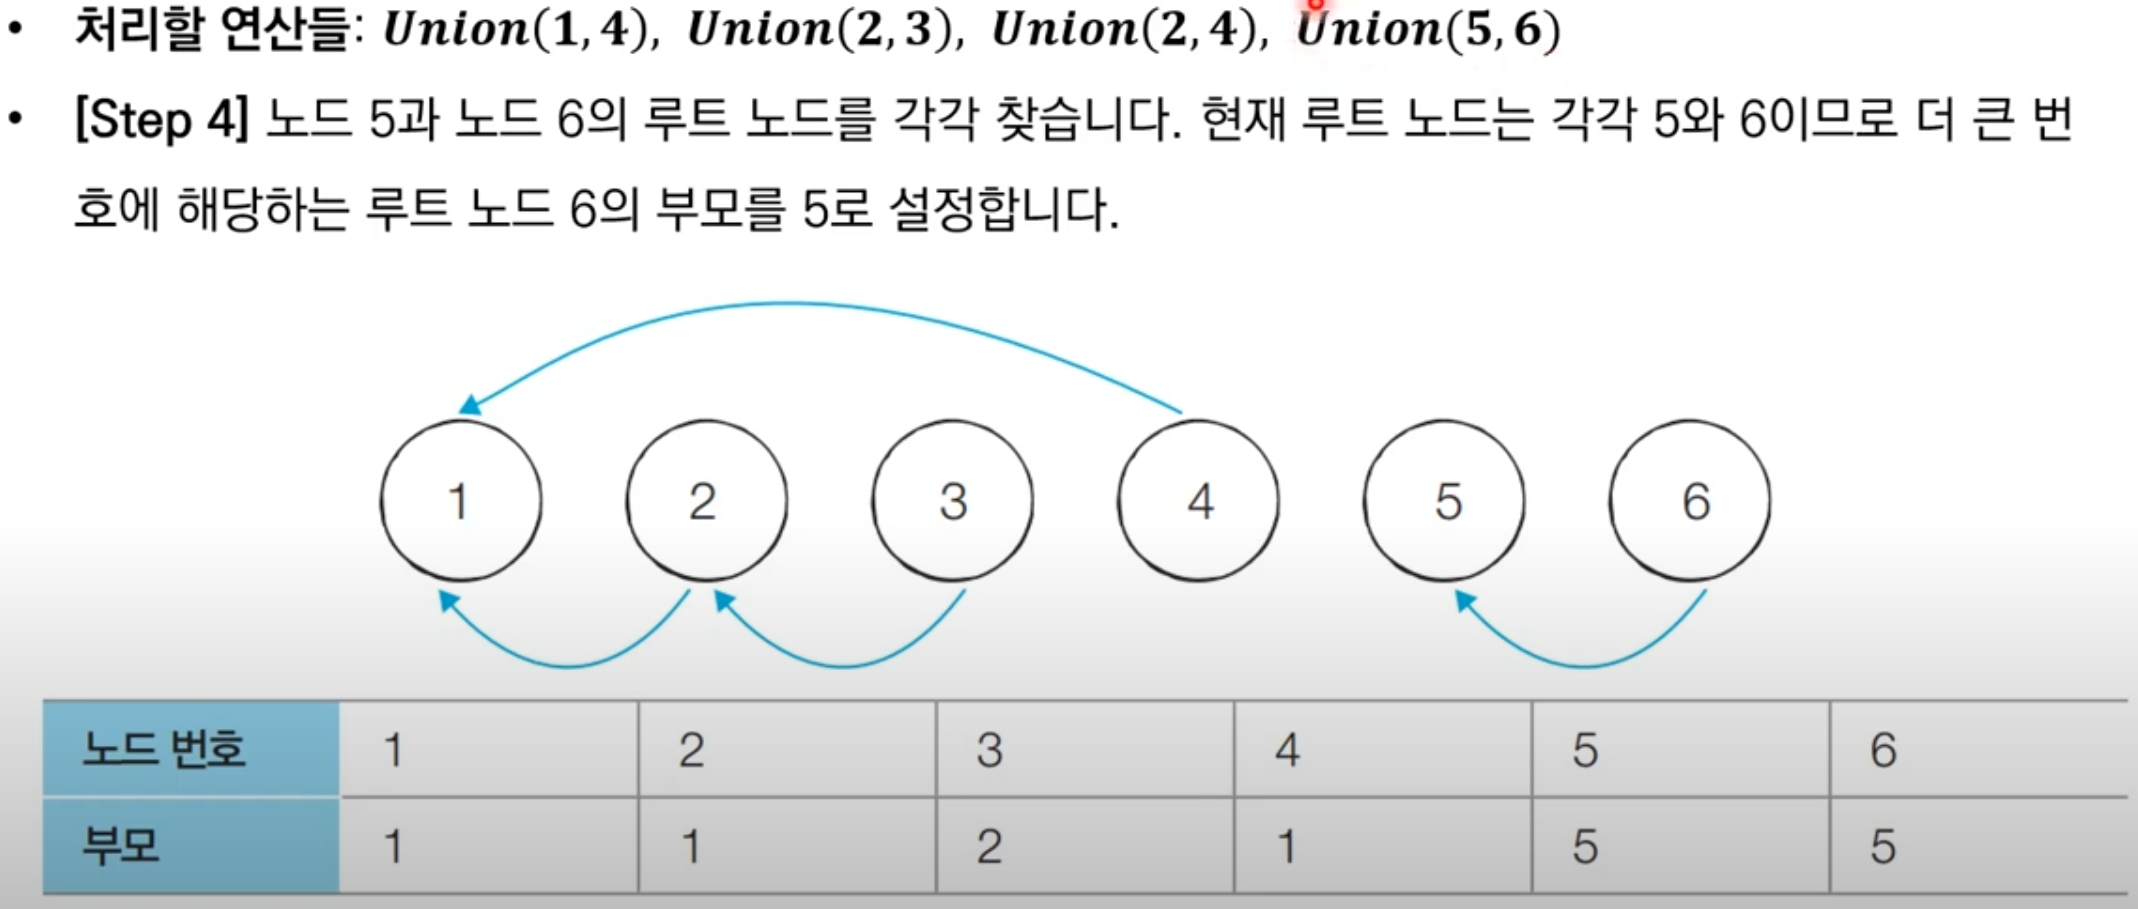 • 처리할 연산들: Union(1, 4), Union(2, 3), Union(2, 4), Union(5, 6)
• [Step 4] 노드 5과 노드 6의 루트 노드를 각각 찾습니다. 현재 루트 노드는 각각 5와 6이므로 더 큰 번
호에 해당하는 루트 노드 6의 부모를 5로 설정합니다.
1 2 3 4 5 6
노드 번호 1 2 3 4 5 6
부모 1 1 2 1 5 5